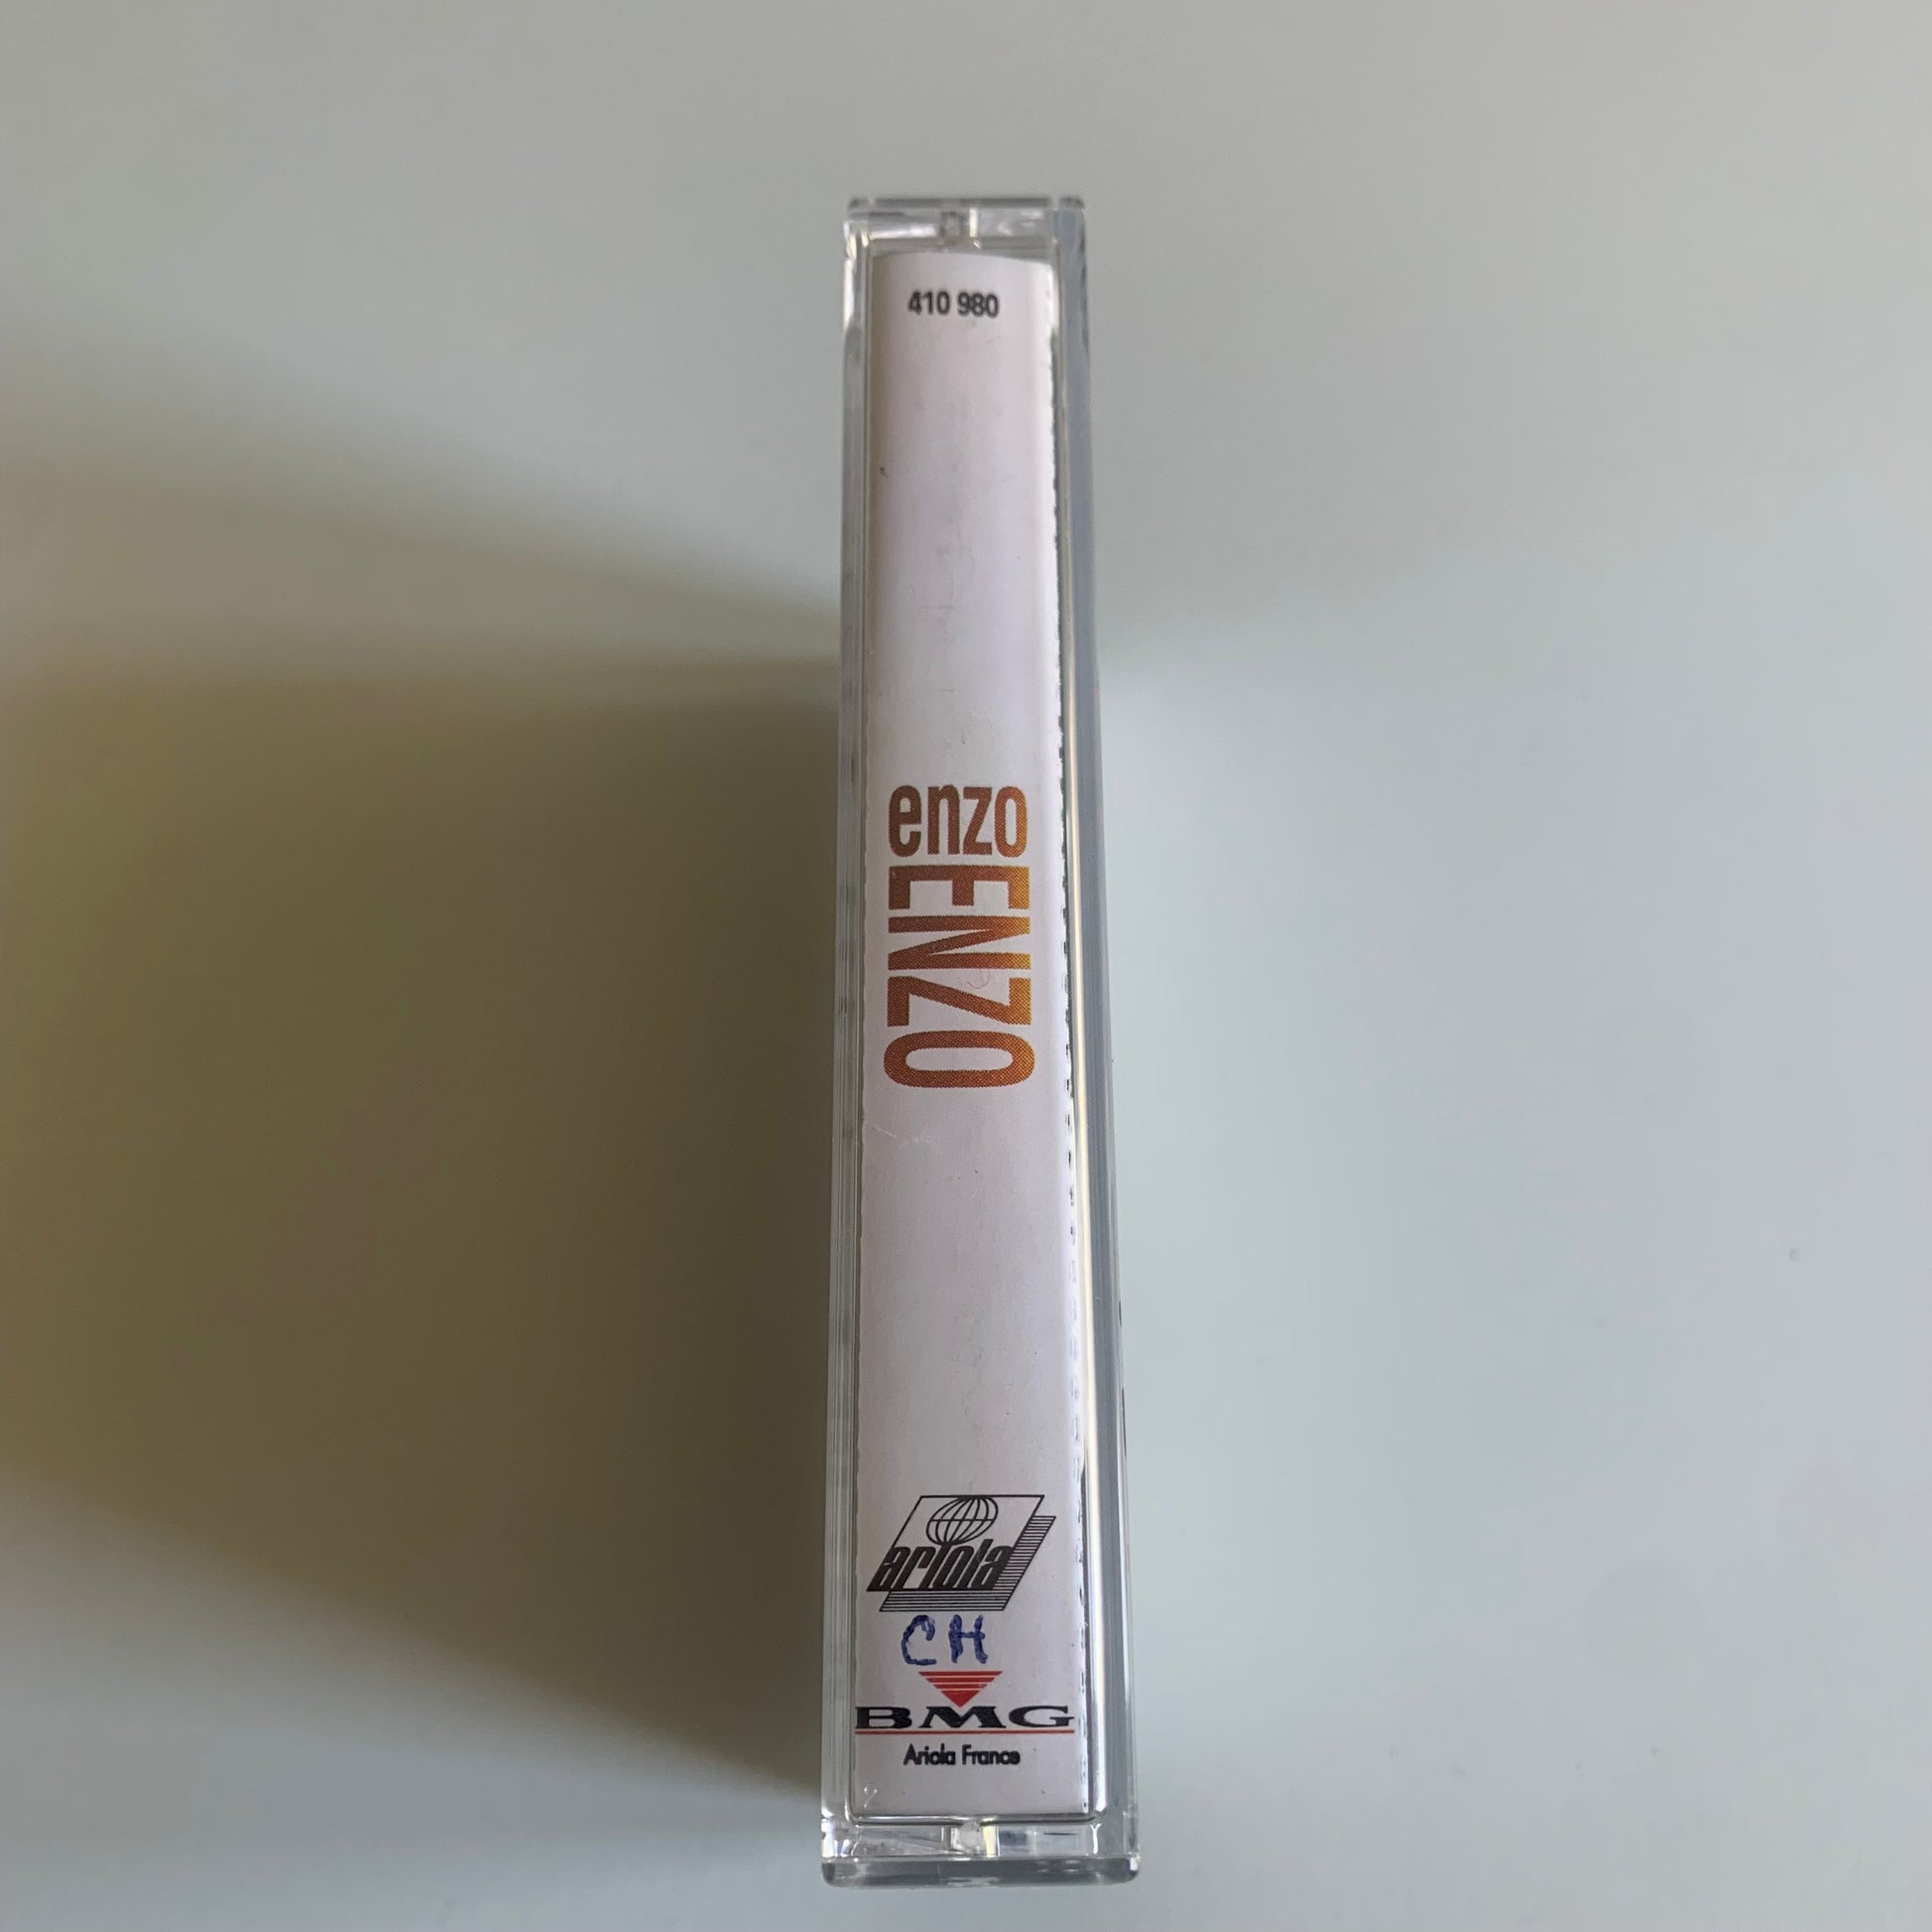 410 980
enzo
ENZO
ariola
CH
BMG
Ariola France